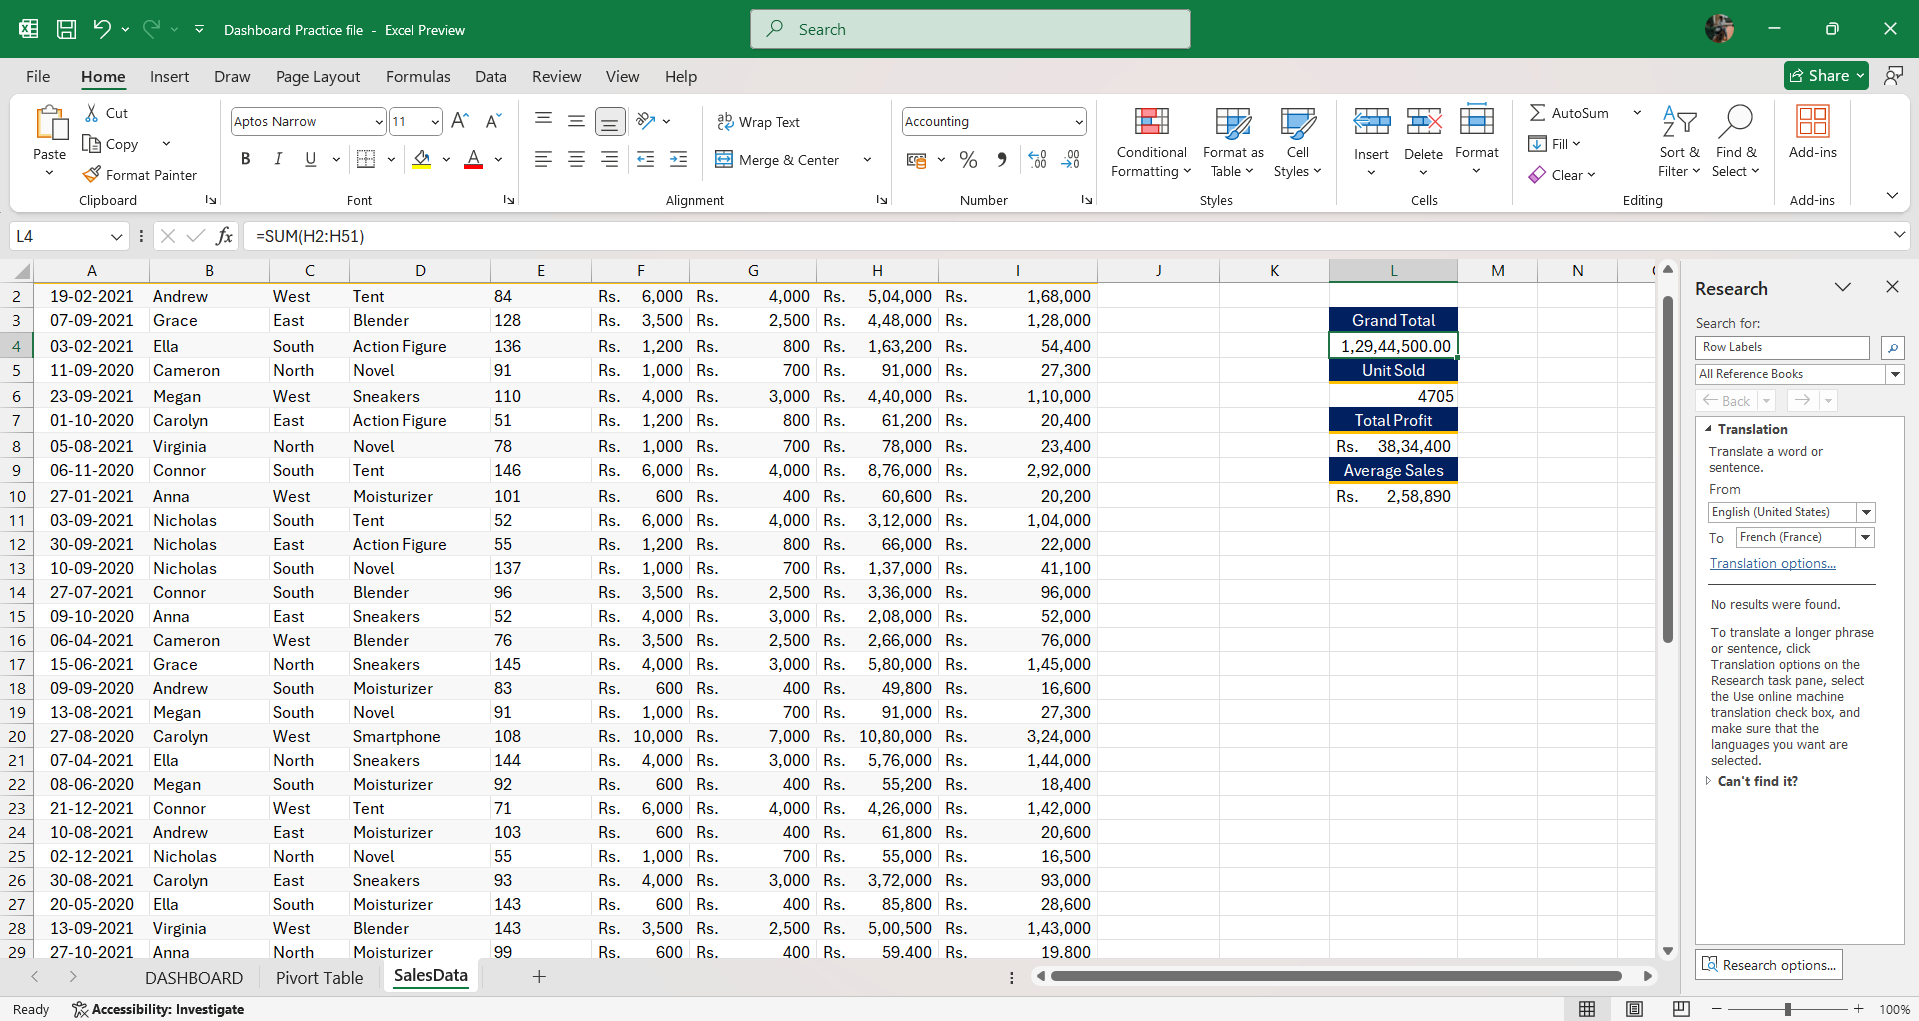 Dashboard Practice file - Excel Preview
Search
File Home Insert Draw Page Layout Formulas Data Review View Help
Share
Paste
Cut
Copy
Format Painter
Clipboard
Aptos Narrow 11
B I U A
Font
Wrap Text
Merge & Center
Alignment
Accounting
Number
Conditional Formatting
Format as Table
Cell Styles
Styles
Insert
Delete
Format
Cells
AutoSum
Fill
Clear
Sort & Filter
Find & Select
Editing
Add-ins
Add-ins
L4 fx =SUM(H2:H51)
A B C D E F G H I J K L M N
2 19-02-2021 Andrew West Tent 84 Rs. 6,000 Rs. 4,000 Rs. 5,04,000 Rs. 1,68,000
3 07-09-2021 Grace East Blender 128 Rs. 3,500 Rs. 2,500 Rs. 4,48,000 Rs. 1,28,000 Grand Total
4 03-02-2021 Ella South Action Figure 136 Rs. 1,200 Rs. 800 Rs. 1,63,200 Rs. 54,400 1,29,44,500.00
5 11-09-2020 Cameron North Novel 91 Rs. 1,000 Rs. 700 Rs. 91,000 Rs. 27,300 Unit Sold
6 23-09-2021 Megan West Sneakers 110 Rs. 4,000 Rs. 3,000 Rs. 4,40,000 Rs. 1,10,000 4705
7 01-10-2020 Carolyn East Action Figure 51 Rs. 1,200 Rs. 800 Rs. 61,200 Rs. 20,400 Total Profit
8 05-08-2021 Virginia North Novel 78 Rs. 1,000 Rs. 700 Rs. 78,000 Rs. 23,400 Rs. 38,34,400
9 06-11-2020 Connor South Tent 146 Rs. 6,000 Rs. 4,000 Rs. 8,76,000 Rs. 2,92,000 Average Sales
10 27-01-2021 Anna West Moisturizer 101 Rs. 600 Rs. 400 Rs. 60,600 Rs. 20,200 Rs. 2,58,890
11 03-09-2021 Nicholas South Tent 52 Rs. 6,000 Rs. 4,000 Rs. 3,12,000 Rs. 1,04,000
12 30-09-2021 Nicholas East Action Figure 55 Rs. 1,200 Rs. 800 Rs. 66,000 Rs. 22,000
13 10-09-2020 Nicholas South Novel 137 Rs. 1,000 Rs. 700 Rs. 1,37,000 Rs. 41,100
14 27-07-2021 Connor South Blender 96 Rs. 3,500 Rs. 2,500 Rs. 3,36,000 Rs. 96,000
15 09-10-2020 Anna East Sneakers 52 Rs. 4,000 Rs. 3,000 Rs. 2,08,000 Rs. 52,000
16 06-04-2021 Cameron West Blender 76 Rs. 3,500 Rs. 2,500 Rs. 2,66,000 Rs. 76,000
17 15-06-2021 Grace North Sneakers 145 Rs. 4,000 Rs. 3,000 Rs. 5,80,000 Rs. 1,45,000
18 09-09-2020 Andrew South Moisturizer 83 Rs. 600 Rs. 400 Rs. 49,800 Rs. 16,600
19 13-08-2021 Megan South Novel 91 Rs. 1,000 Rs. 700 Rs. 91,000 Rs. 27,300
20 27-08-2020 Carolyn West Smartphone 108 Rs. 10,000 Rs. 7,000 Rs. 10,80,000 Rs. 3,24,000
21 07-04-2021 Ella North Sneakers 144 Rs. 4,000 Rs. 3,000 Rs. 5,76,000 Rs. 1,44,000
22 08-06-2020 Megan South Moisturizer 92 Rs. 600 Rs. 400 Rs. 55,200 Rs. 18,400
23 21-12-2021 Connor West Tent 71 Rs. 6,000 Rs. 4,000 Rs. 4,26,000 Rs. 1,42,000
24 10-08-2021 Andrew East Moisturizer 103 Rs. 600 Rs. 400 Rs. 61,800 Rs. 20,600
25 02-12-2021 Nicholas North Novel 55 Rs. 1,000 Rs. 700 Rs. 55,000 Rs. 16,500
26 30-08-2021 Carolyn East Sneakers 93 Rs. 4,000 Rs. 3,000 Rs. 3,72,000 Rs. 93,000
27 20-05-2020 Ella South Moisturizer 143 Rs. 600 Rs. 400 Rs. 85,800 Rs. 28,600
28 13-09-2021 Virginia West Blender 143 Rs. 3,500 Rs. 2,500 Rs. 5,00,500 Rs. 1,43,000
29 27-10-2021 Anna North Moisturizer 99 Rs. 600 Rs. 400 Rs. 59,400 Rs. 19,800
Research
Search for:
Row Labels
All Reference Books
Back
Translation
Translate a word or
sentence.
From
English (United States)
To French (France)
Translation options...
No results were found.
To translate a longer phrase
or sentence, click
Translation options on the
Research task pane, select
the Use online machine
translation check box, and
make sure that the
languages you want are
selected.
Can't find it?
Research options...
DASHBOARD Pivort Table SalesData
Ready Accessibility: Investigate 100%